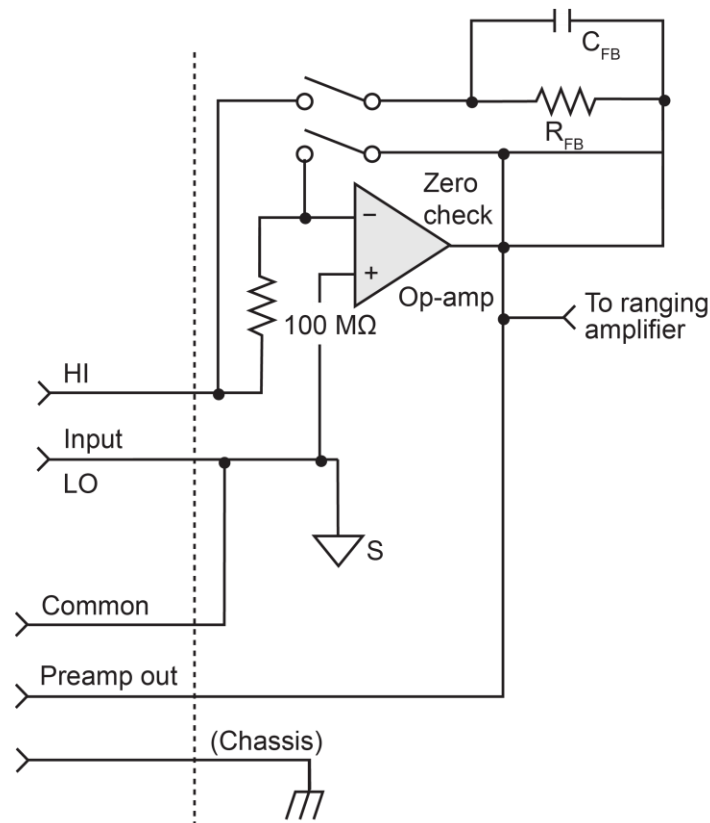 C_FB
R_FB
Zero
check
−
+
Op-amp
100 MΩ
To ranging
amplifier
HI
Input
LO
S
Common
Preamp out
(Chassis)